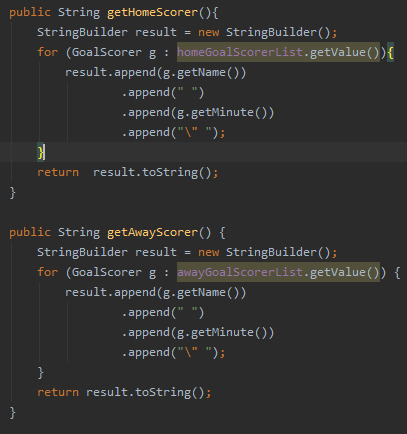 public String getHomeScorer(){
    StringBuilder result = new StringBuilder();
    for (GoalScorer g : homeGoalScorerList.getValue()){
        result.append(g.getName())
                .append(" ")
                .append(g.getMinute())
                .append("\" ");
    }
    return  result.toString();
}

public String getAwayScorer() {
    StringBuilder result = new StringBuilder();
    for (GoalScorer g : awayGoalScorerList.getValue()) {
        result.append(g.getName())
                .append(" ")
                .append(g.getMinute())
                .append("\" ");
    }
    return result.toString();
}